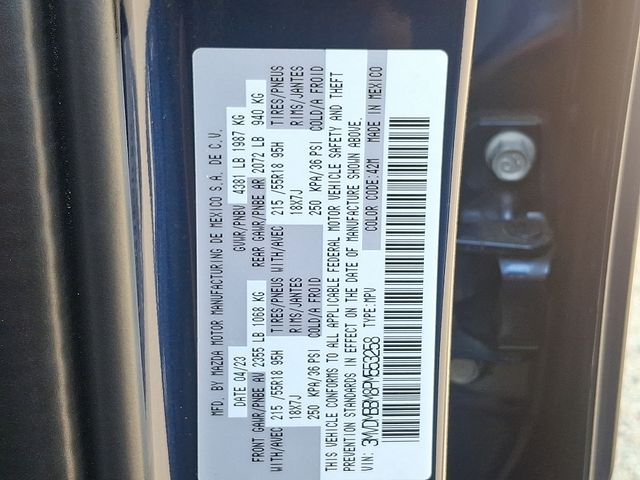 MFD. BY MAZDA MOTOR MANUFACTURING DE MEXICO S.A. DE C.V.
DATE 04/23 GVWR/PNBV 4381 LB 1987 KG
FRONT GAWR/PNBE AV 2355 LB 1068 KG REAR GAWR/PNBE AR 2072 LB 940 KG
WITH/AVEC 215 /55R18 95H TIRES/PNEUS WITH/AVEC 215 /55R18 95H TIRES/PNEUS
18X7J RIMS/JANTES 18X7J RIMS/JANTES
250 KPA/36 PSI COLD/A FROID 250 KPA/36 PSI COLD/A FROID
THIS VEHICLE CONFORMS TO ALL APPLICABLE FEDERAL MOTOR VEHICLE SAFETY AND THEFT
PREVENTION STANDARDS IN EFFECT ON THE DATE OF MANUFACTURE SHOWN ABOVE.
VIN: 3MVDMBBM8PM553258 TYPE:MPV COLOR CODE:42M MADE IN MEXICO